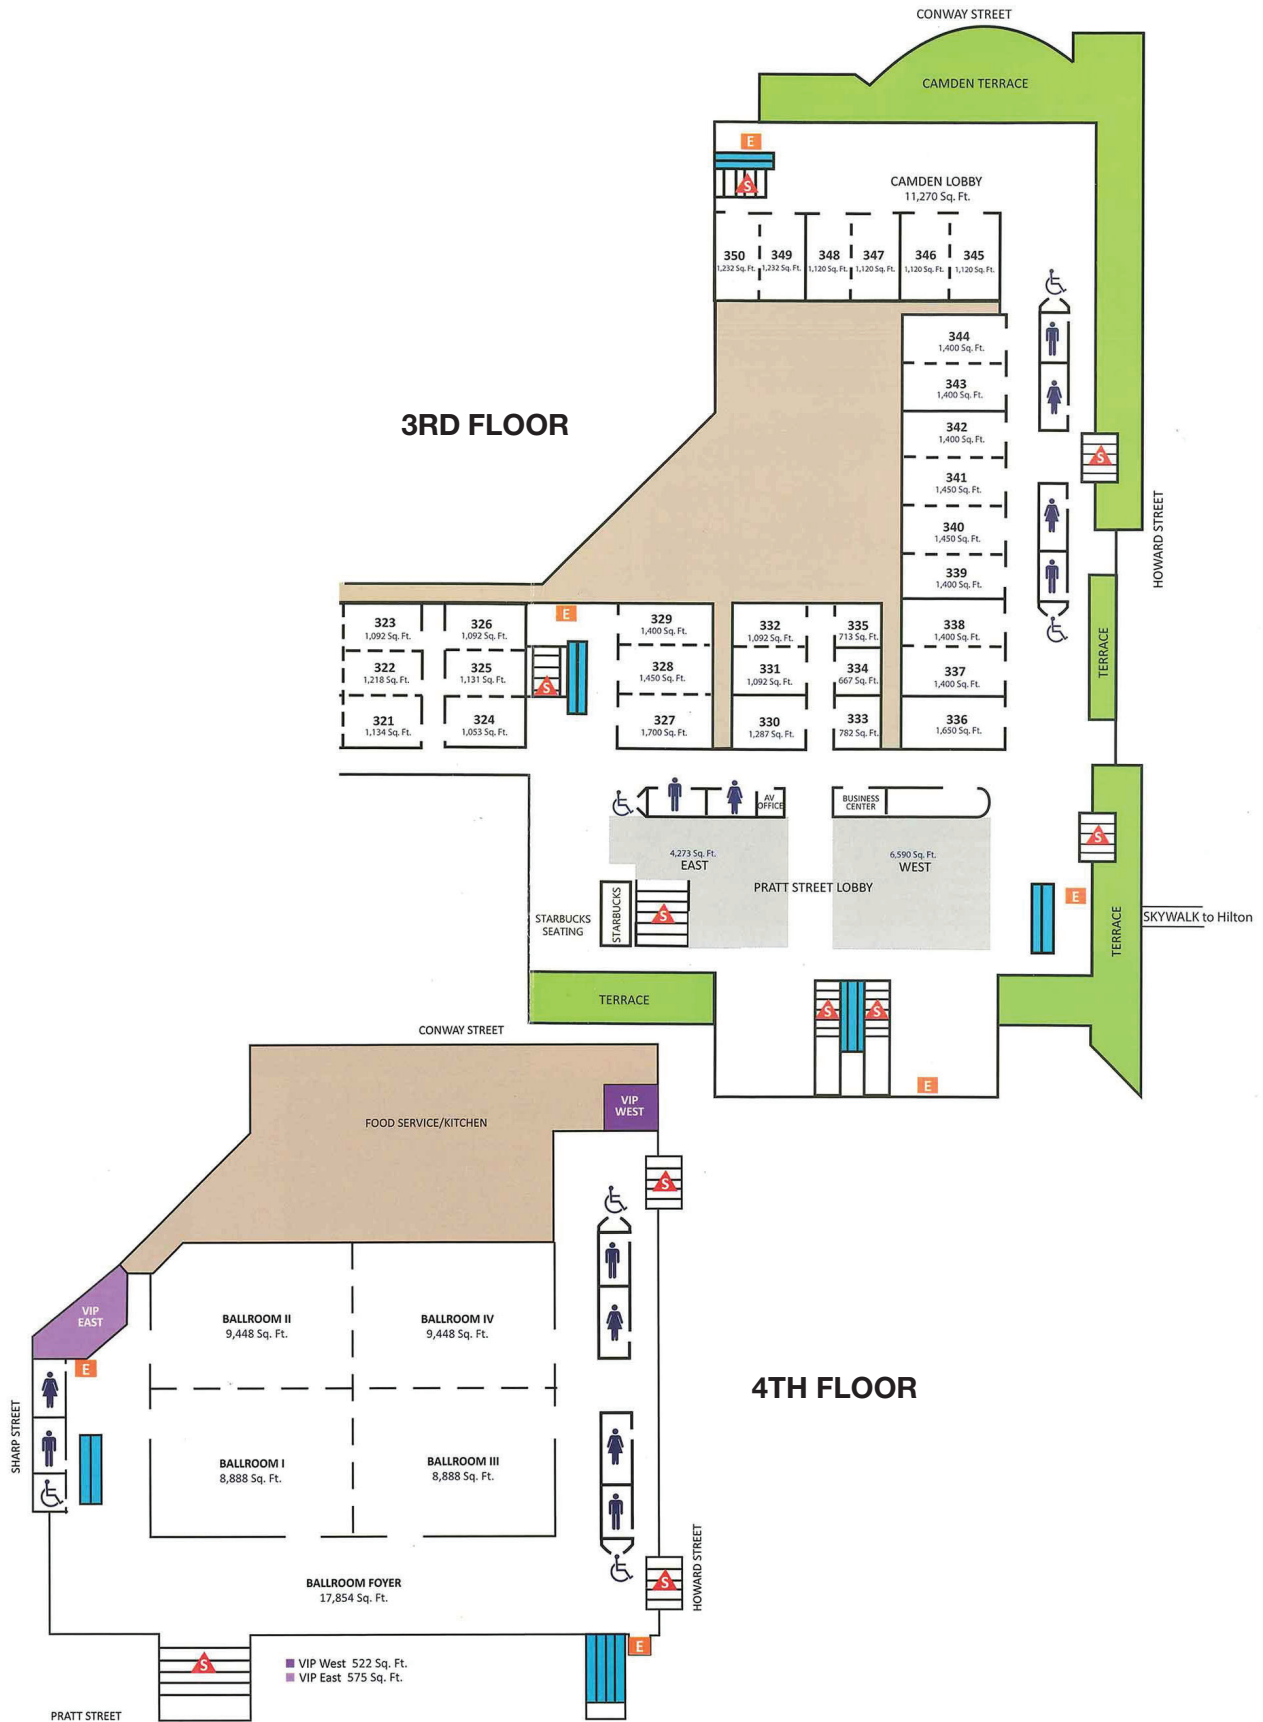 CONWAY STREET
CAMDEN TERRACE
E
S
CAMDEN LOBBY
11,270 Sq. Ft.
350
1,232 Sq. Ft.
349
1,232 Sq. Ft.
348
1,120 Sq. Ft.
347
1,120 Sq. Ft.
346
1,120 Sq. Ft.
345
1,120 Sq. Ft.
344
1,400 Sq. Ft.
343
1,400 Sq. Ft.
3RD FLOOR
342
1,400 Sq. Ft.
S
341
1,450 Sq. Ft.
340
1,450 Sq. Ft.
HOWARD STREET
339
1,400 Sq. Ft.
323
1,092 Sq. Ft.
326
1,092 Sq. Ft.
E
329
1,400 Sq. Ft.
332
1,092 Sq. Ft.
335
713 Sq. Ft.
338
1,400 Sq. Ft.
TERRACE
322
1,218 Sq. Ft.
325
1,131 Sq. Ft.
S
328
1,450 Sq. Ft.
331
1,092 Sq. Ft.
334
667 Sq. Ft.
337
1,400 Sq. Ft.
321
1,134 Sq. Ft.
324
1,053 Sq. Ft.
327
1,700 Sq. Ft.
330
1,287 Sq. Ft.
333
782 Sq. Ft.
336
1,650 Sq. Ft.
AV
OFFICE
BUSINESS
CENTER
S
4,273 Sq. Ft.
EAST
6,590 Sq. Ft.
WEST
PRATT STREET LOBBY
E
STARBUCKS
SEATING
STARBUCKS
S
TERRACE
SKYWALK to Hilton
TERRACE
S
S
E
CONWAY STREET
VIP
WEST
FOOD SERVICE/KITCHEN
S
VIP
EAST
BALLROOM II
9,448 Sq. Ft.
BALLROOM IV
9,448 Sq. Ft.
E
4TH FLOOR
SHARP STREET
BALLROOM I
8,888 Sq. Ft.
BALLROOM III
8,888 Sq. Ft.
HOWARD STREET
S
BALLROOM FOYER
17,854 Sq. Ft.
E
S
VIP West 522 Sq. Ft.
VIP East 575 Sq. Ft.
PRATT STREET